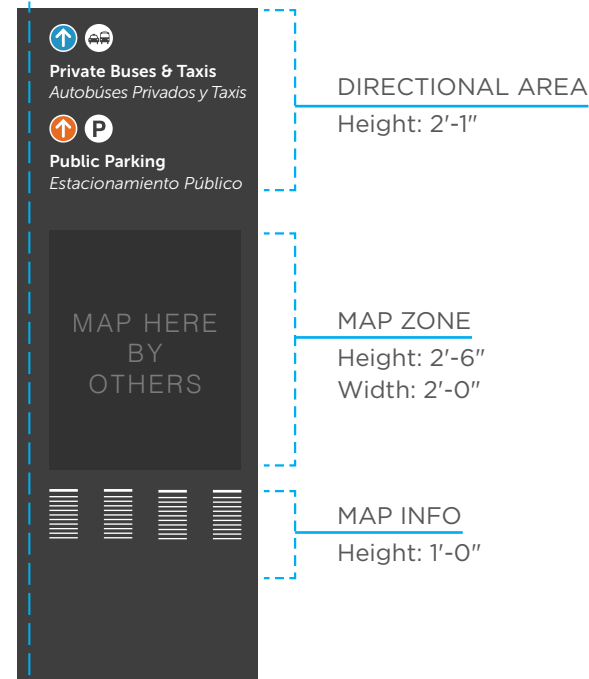 Private Buses & Taxis
Autobúses Privados y Taxis
P
Public Parking
Estacionamiento Público
MAP HERE
BY
OTHERS
DIRECTIONAL AREA
Height: 2'-1"
MAP ZONE
Height: 2'-6"
Width: 2'-0"
MAP INFO
Height: 1'-0"